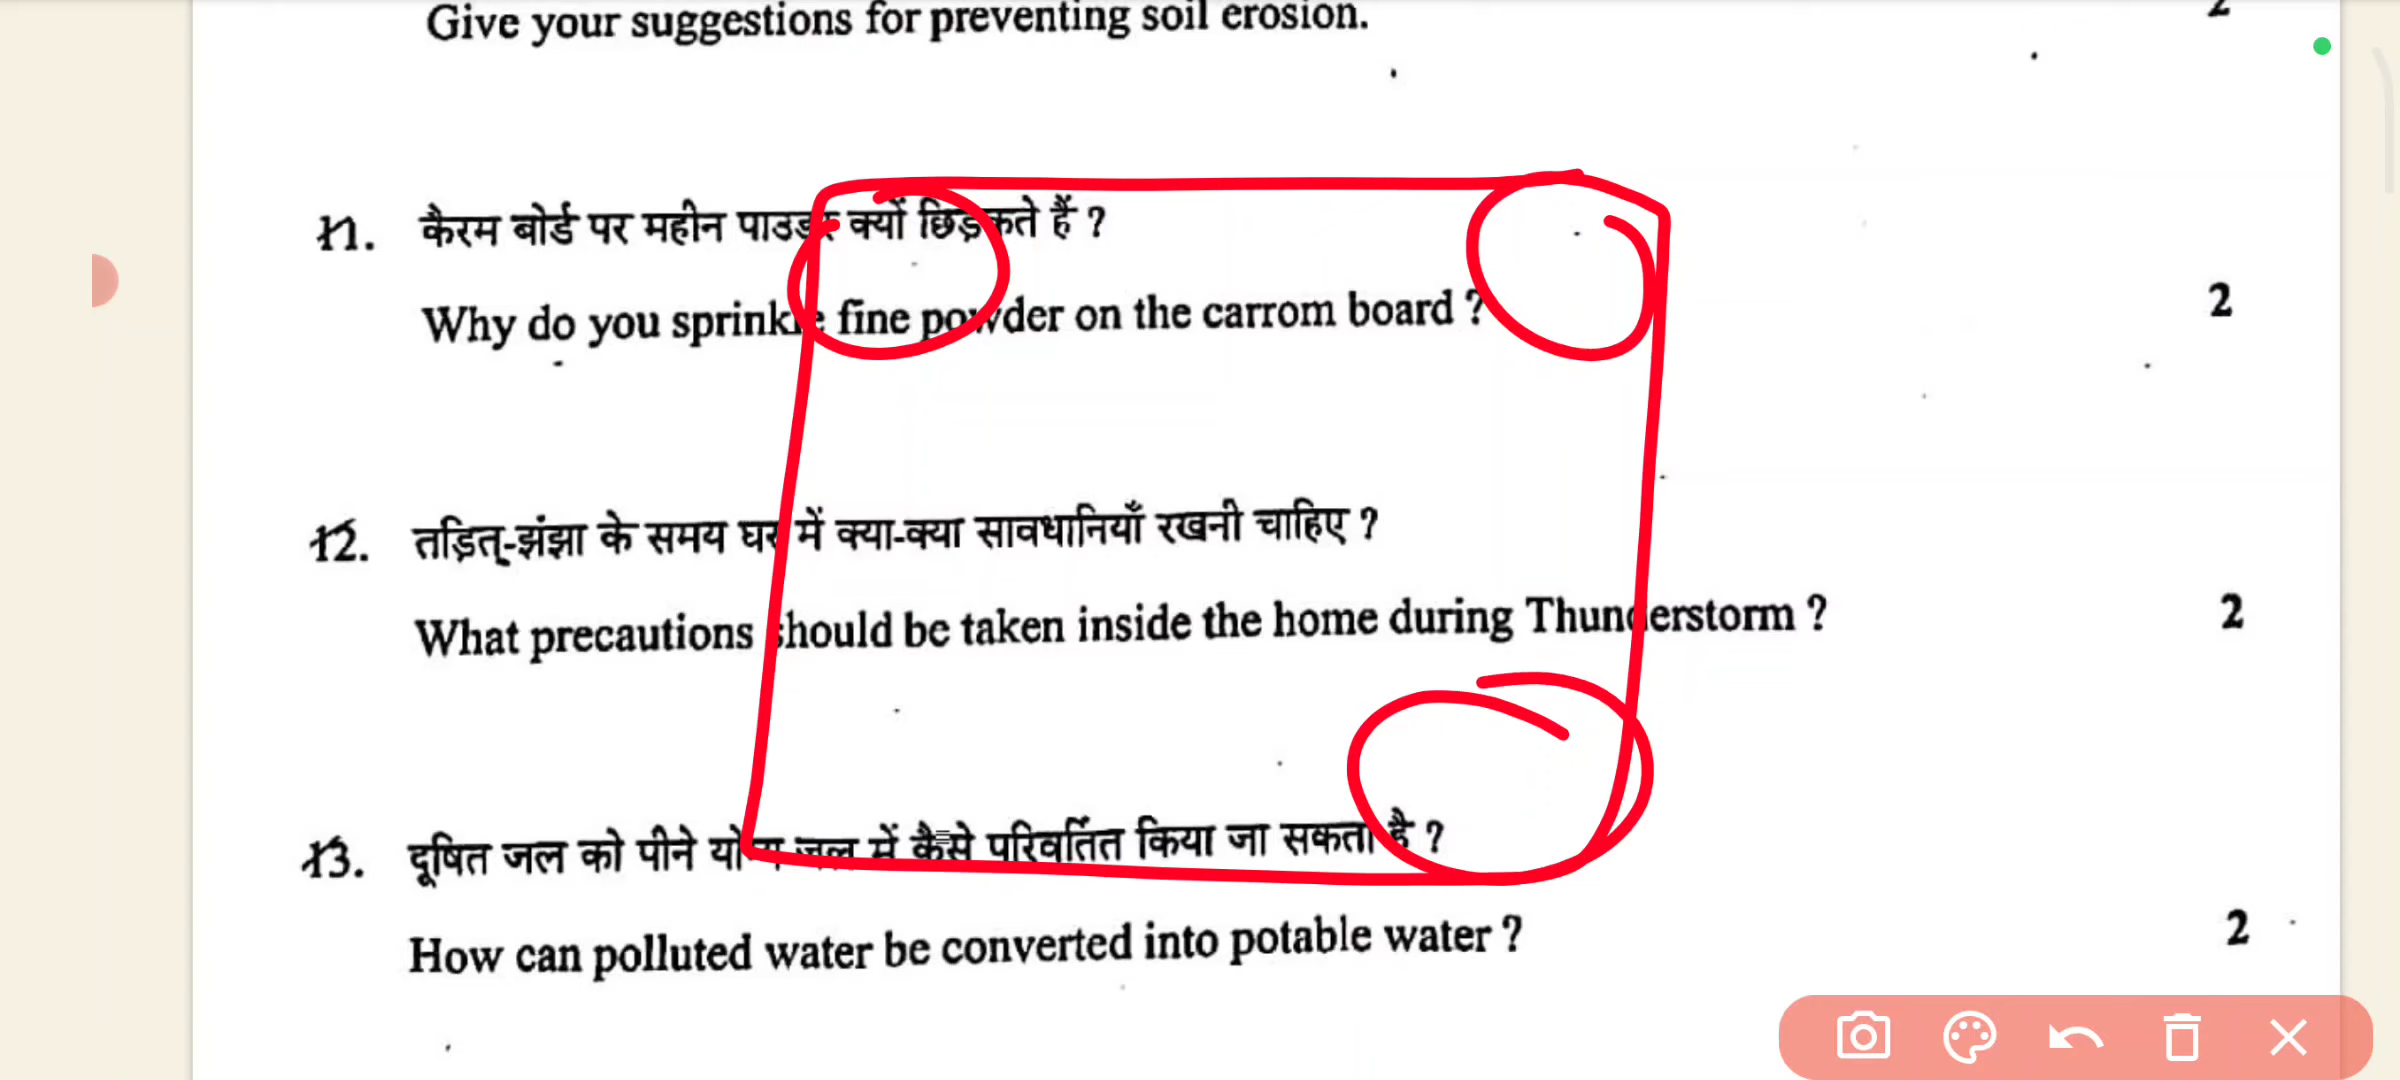 Give your suggestions for preventing soil erosion. 2
11. कैरम बोर्ड पर महीन पाउडर क्यों छिड़कते हैं ?
Why do you sprinkle fine powder on the carrom board ? 2
12. तड़ित्-झंझा के समय घर में क्या-क्या सावधानियाँ रखनी चाहिए ?
What precautions should be taken inside the home during Thunderstorm ? 2
13. दूषित जल को पीने योग्य जल में कैसे परिवर्तित किया जा सकता है ?
How can polluted water be converted into potable water ? 2